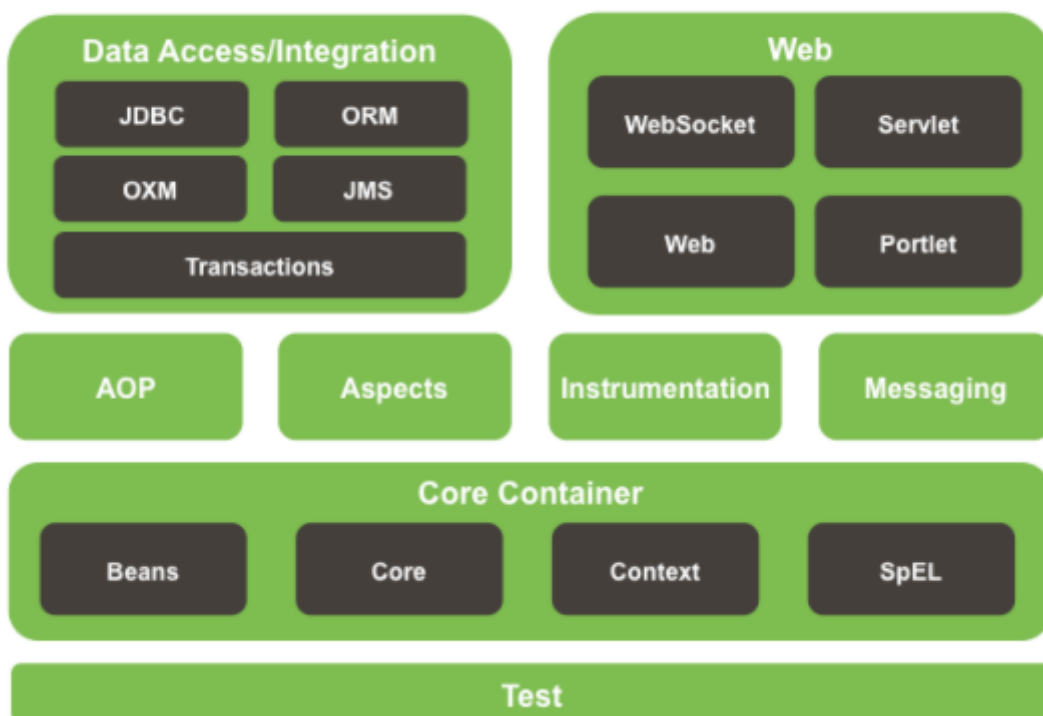 Data Access/Integration
JDBC
ORM
OXM
JMS
Transactions
Web
WebSocket
Servlet
Web
Portlet
AOP
Aspects
Instrumentation
Messaging
Core Container
Beans
Core
Context
SpEL
Test